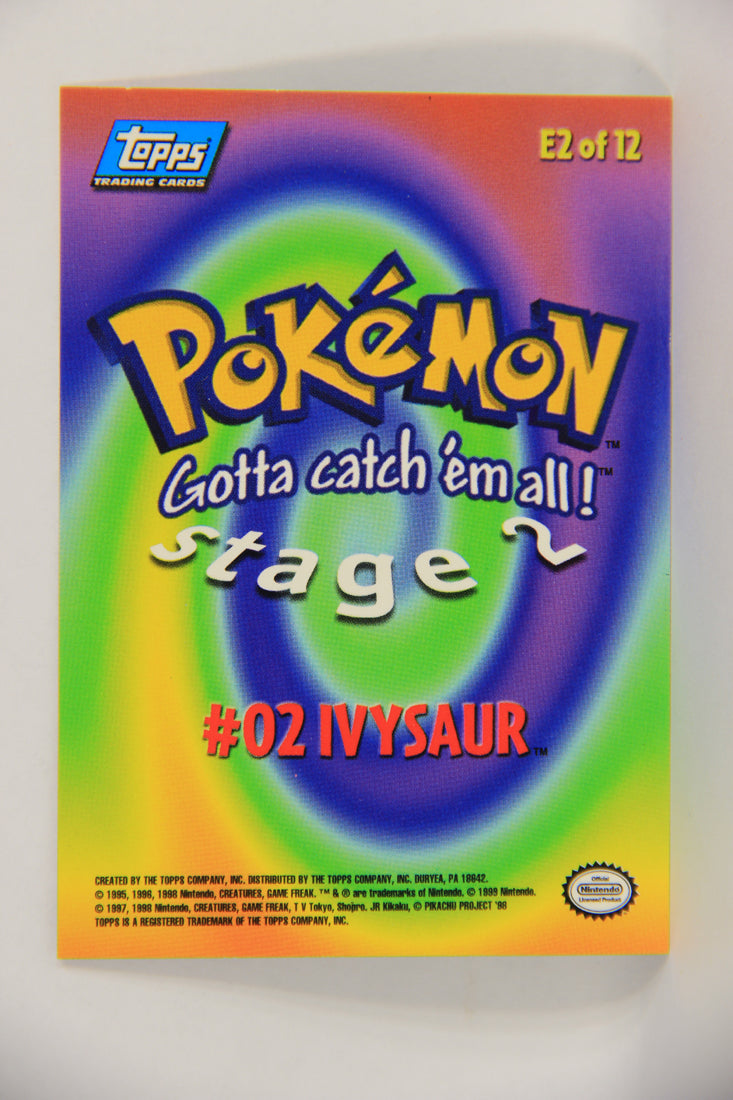 Topps
TRADING CARDS
E2 of 12
POKéMON™
Gotta catch 'em all!™
stage 2
#02 IVYSAUR™
CREATED BY THE TOPPS COMPANY, INC. DISTRIBUTED BY THE TOPPS COMPANY, INC. DURYEA, PA 18642.
© 1995, 1996, 1998 Nintendo, CREATURES, GAME FREAK. ™ & ® are trademarks of Nintendo. © 1999 Nintendo.
© 1997, 1998 Nintendo, CREATURES, GAME FREAK, T V Tokyo, Shopro. JR Kikaku, © PIKACHU PROJECT '98
TOPPS IS A REGISTERED TRADEMARK OF THE TOPPS COMPANY, INC.
Official
Nintendo
Licensed Product